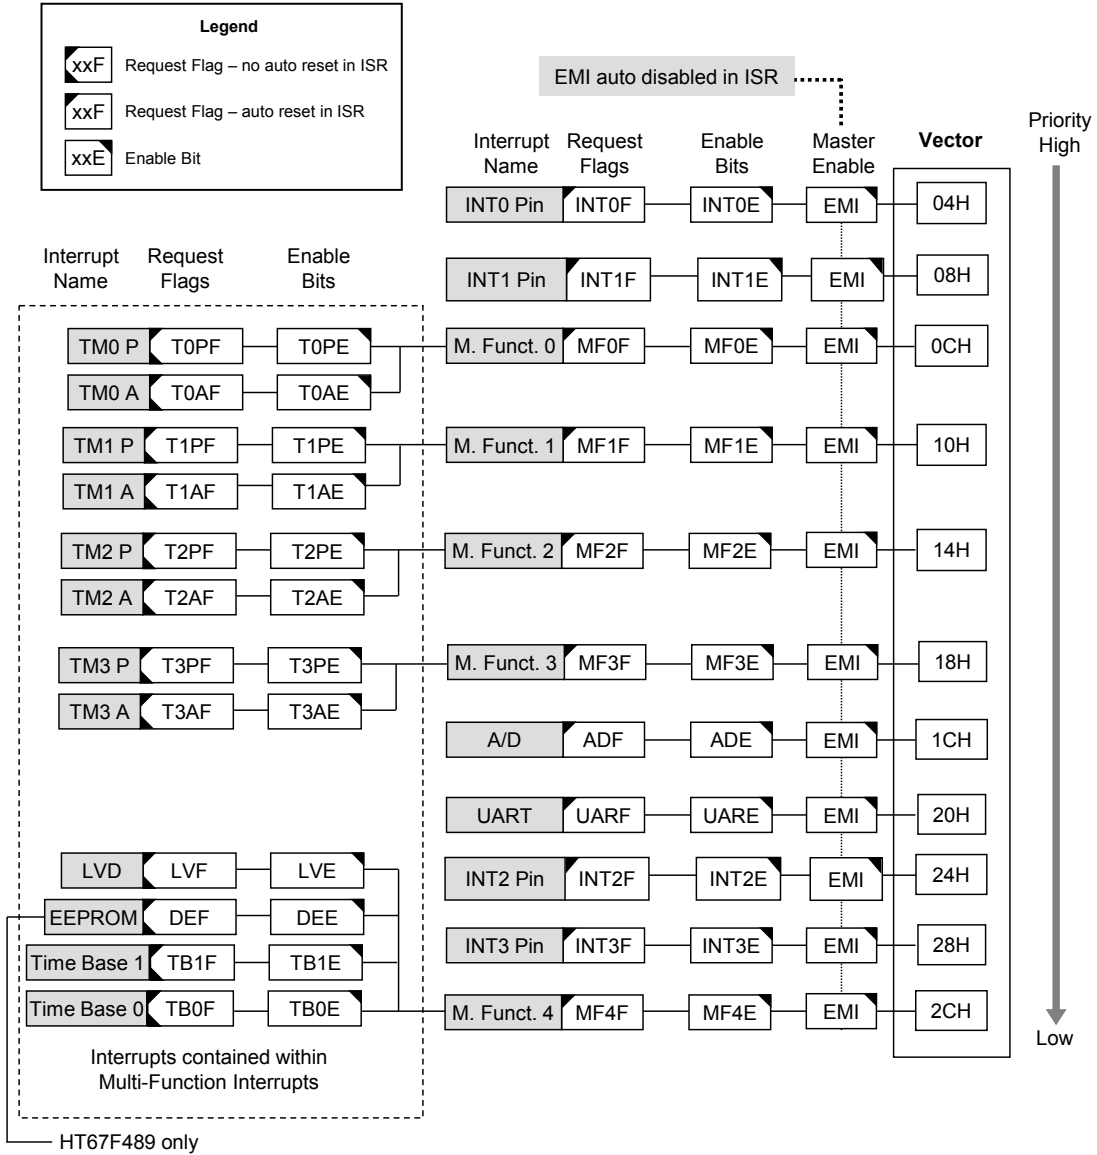 Legend
xxF Request Flag – no auto reset in ISR
xxF Request Flag – auto reset in ISR
xxE Enable Bit
EMI auto disabled in ISR
Priority
High
Interrupt Name
Request Flags
Enable Bits
Master Enable
Vector
INT0 Pin INT0F INT0E EMI 04H
Interrupt Name
Request Flags
Enable Bits
INT1 Pin INT1F INT1E EMI 08H
TM0 P T0PF T0PE M. Funct. 0 MF0F MF0E EMI 0CH
TM0 A T0AF T0AE
TM1 P T1PF T1PE M. Funct. 1 MF1F MF1E EMI 10H
TM1 A T1AF T1AE
TM2 P T2PF T2PE M. Funct. 2 MF2F MF2E EMI 14H
TM2 A T2AF T2AE
TM3 P T3PF T3PE M. Funct. 3 MF3F MF3E EMI 18H
TM3 A T3AF T3AE
A/D ADF ADE EMI 1CH
UART UARF UARE EMI 20H
LVD LVF LVE INT2 Pin INT2F INT2E EMI 24H
EEPROM DEF DEE
INT3 Pin INT3F INT3E EMI 28H
Time Base 1 TB1F TB1E
Time Base 0 TB0F TB0E M. Funct. 4 MF4F MF4E EMI 2CH
Low
Interrupts contained within
Multi-Function Interrupts
HT67F489 only